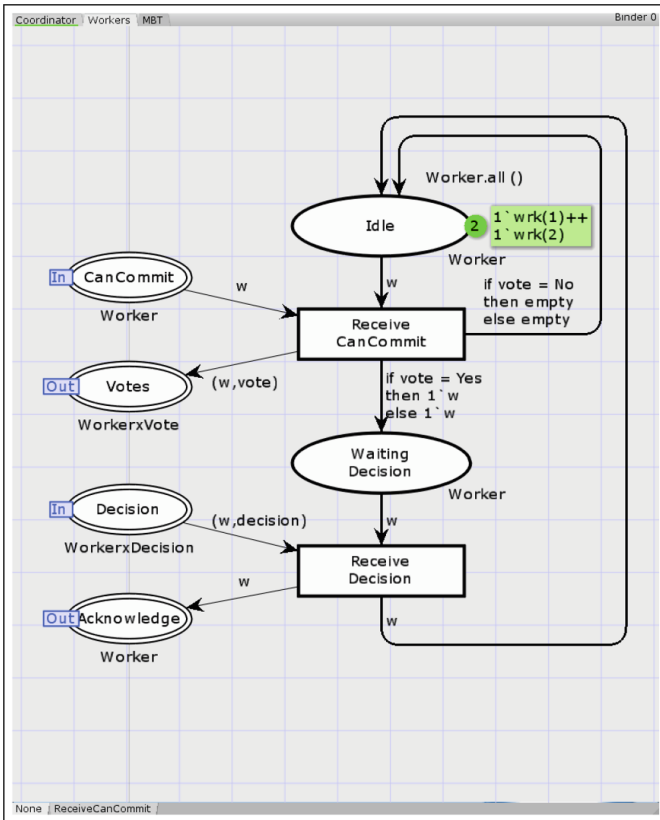 Coordinator Workers MBT
Binder 0
Worker.all ()
Idle
2
1`wrk(1)++
1`wrk(2)
Worker
In
CanCommit
Worker
w
w
if vote = No
then empty
else empty
Receive
CanCommit
Out
Votes
WorkerxVote
(w,vote)
if vote = Yes
then 1`w
else 1`w
Waiting
Decision
Worker
In
Decision
WorkerxDecision
(w,decision)
w
Receive
Decision
w
Out
Acknowledge
Worker
w
None ReceiveCanCommit